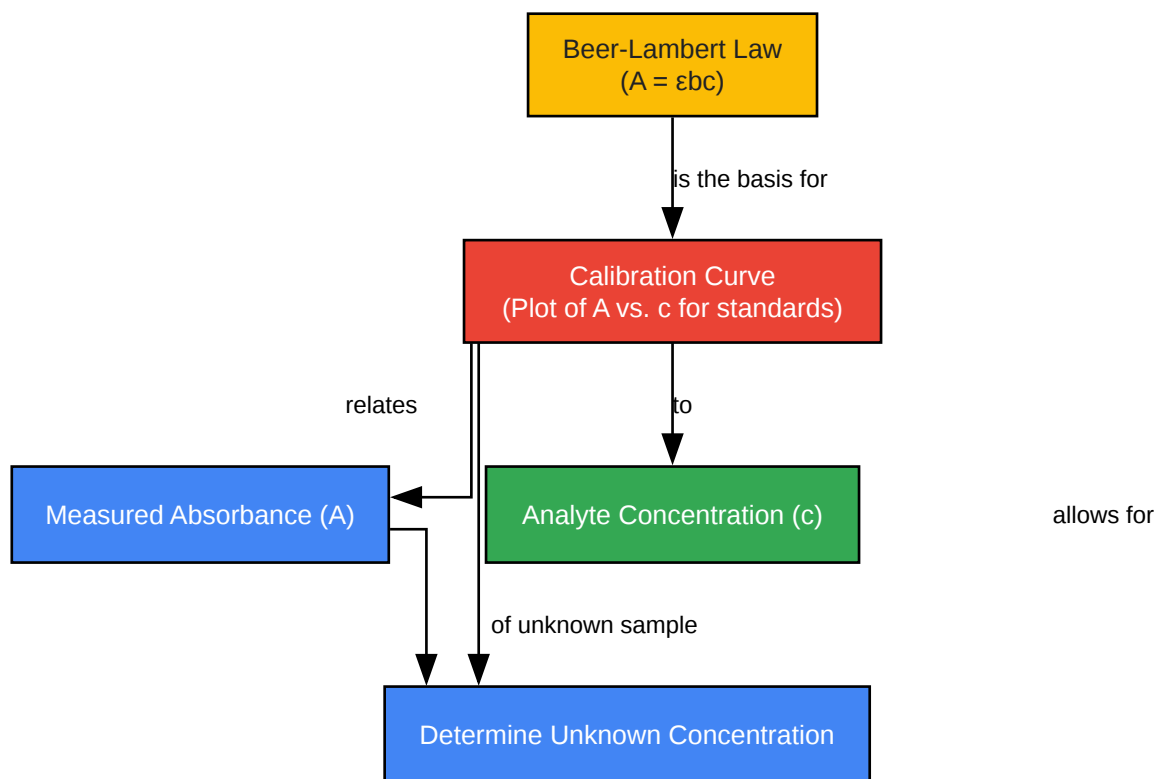 Beer-Lambert Law
(A = εbc)
is the basis for
Calibration Curve
(Plot of A vs. c for standards)
relates
to
Measured Absorbance (A)
Analyte Concentration (c)
allows for
of unknown sample
Determine Unknown Concentration